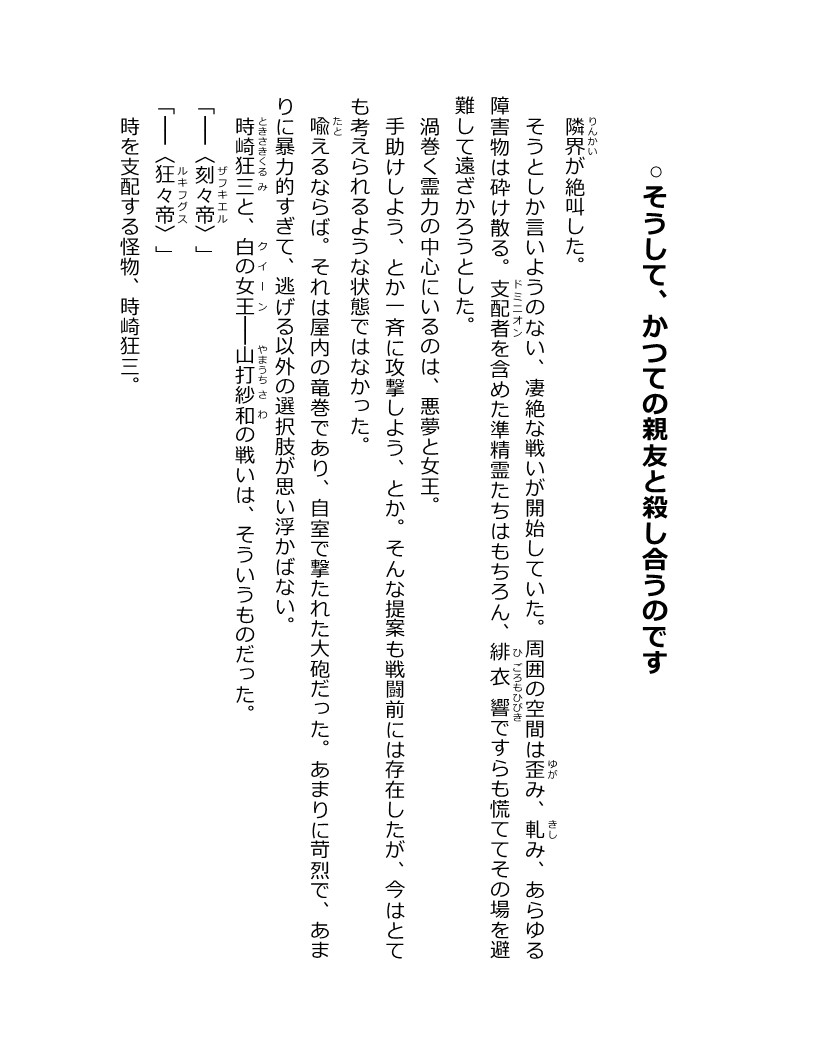 ○そうして、かつての親友と殺し合うのです
隣界が絶叫した。
そうとしか言いようのない、凄絶な戦いが開始していた。周囲の空間は歪み、軋み、あらゆる
障害物は砕け散る。支配者を含めた準精霊たちはもちろん、緋衣響ですらも慌ててその場を避
難して遠ざかろうとした。
渦巻く霊力の中心にいるのは、悪夢と女王。
手助けしよう、とか一斉に攻撃しよう、とか。そんな提案も戦闘前には存在したが、今はとて
も考えられるような状態ではなかった。
喩えるならば。それは屋内の竜巻であり、自室で撃たれた大砲だった。あまりに苛烈で、あま
りに暴力的すぎて、逃げる以外の選択肢が思い浮かばない。
時崎狂三と、白の女王――山打紗和の戦いは、そういうものだった。
「――〈刻々帝〉」
「――〈狂々帝〉」
時を支配する怪物、時崎狂三。